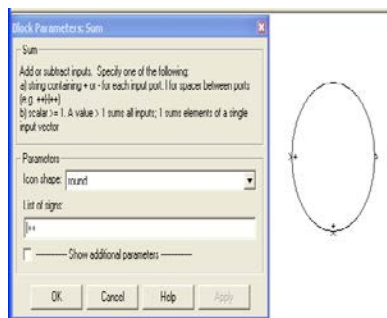 Block Parameters: Sum
Sum
Add or subtract inputs. Specify one of the following:
a) string containing + or - for each input port, | for spacer between ports
(e.g. ++|-|++)
b) scalar >= 1. A value > 1 sums all inputs; 1 sums elements of a single
input vector
Parameters
Icon shape: round
List of signs:
|++
Show additional parameters
OK Cancel Help Apply
+
+